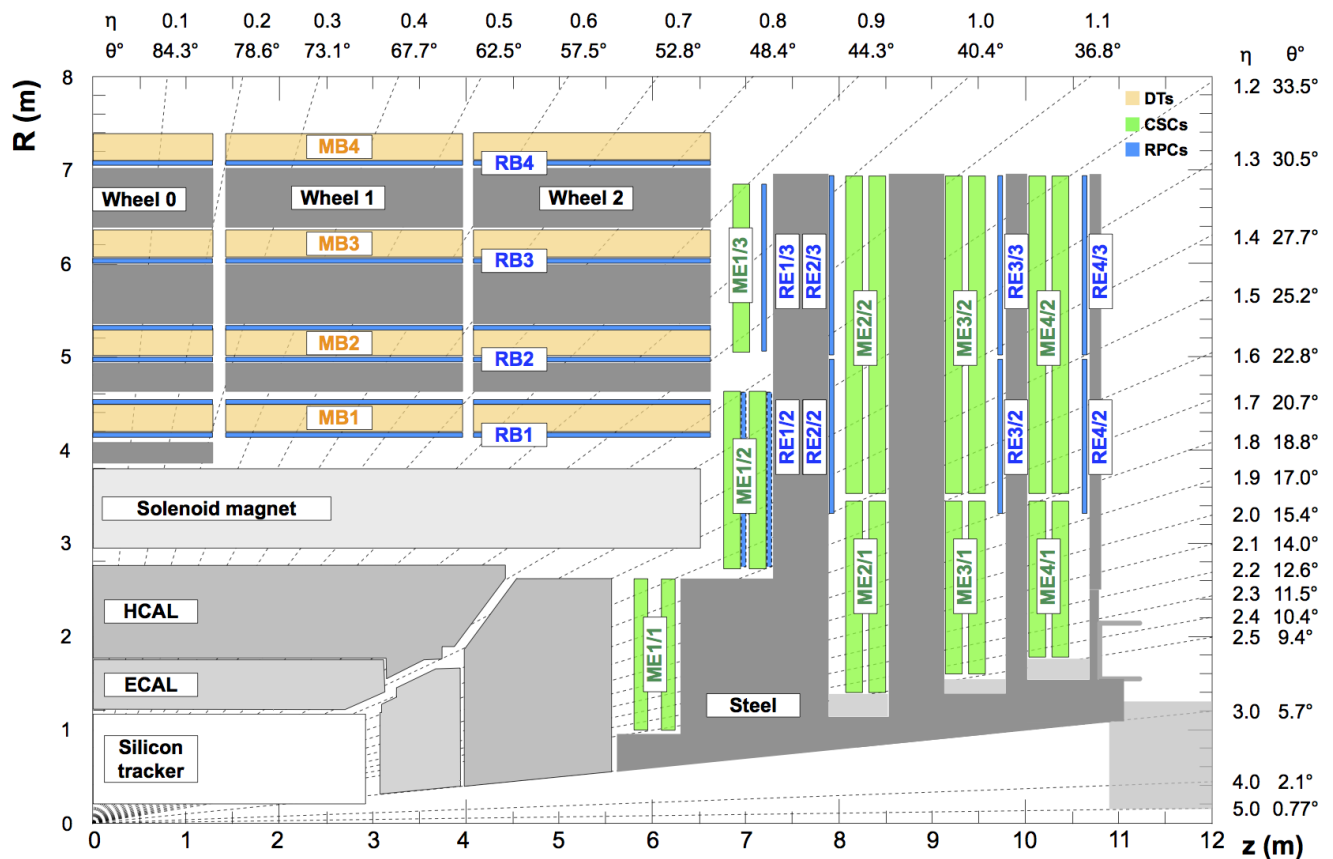 η 0.1 0.2 0.3 0.4 0.5 0.6 0.7 0.8 0.9 1.0 1.1
θ° 84.3° 78.6° 73.1° 67.7° 62.5° 57.5° 52.8° 48.4° 44.3° 40.4° 36.8° η θ°
R (m)
8
7
6
5
4
3
2
1
0
1.2 33.5°
1.3 30.5°
1.4 27.7°
1.5 25.2°
1.6 22.8°
1.7 20.7°
1.8 18.8°
1.9 17.0°
2.0 15.4°
2.1 14.0°
2.2 12.6°
2.3 11.5°
2.4 10.4°
2.5 9.4°
3.0 5.7°
4.0 2.1°
5.0 0.77°
DTs
CSCs
RPCs
MB4
RB4
Wheel 0
Wheel 1
Wheel 2
MB3
RB3
MB2
RB2
MB1
RB1
Solenoid magnet
HCAL
ECAL
Silicon
tracker
Steel
ME1/3
RE1/3
RE2/3
ME2/2
ME3/2
RE3/3
ME4/2
RE4/3
ME1/2
RE1/2
RE2/2
RE3/2
RE4/2
ME1/1
ME2/1
ME3/1
ME4/1
0 1 2 3 4 5 6 7 8 9 10 11 12
z (m)